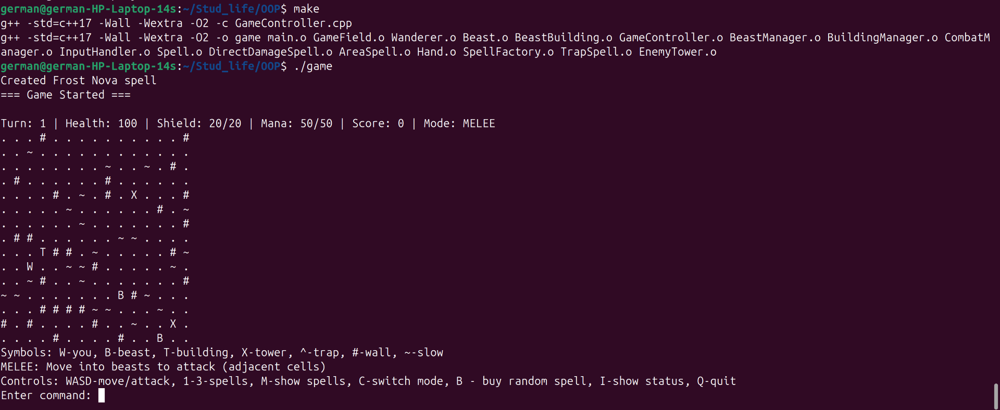 german@german-HP-Laptop-14s:~/Stud_life/OOP$ make
g++ -std=c++17 -Wall -Wextra -O2 -c GameController.cpp
g++ -std=c++17 -Wall -Wextra -O2 -o game main.o GameField.o Wanderer.o Beast.o BeastBuilding.o GameController.o BeastManager.o BuildingManager.o CombatM
anager.o InputHandler.o Spell.o DirectDamageSpell.o AreaSpell.o Hand.o SpellFactory.o TrapSpell.o EnemyTower.o
german@german-HP-Laptop-14s:~/Stud_life/OOP$ ./game
Created Frost Nova spell
=== Game Started ===

Turn: 1 | Health: 100 | Shield: 20/20 | Mana: 50/50 | Score: 0 | Mode: MELEE
. . . # . . . . . . . . . . #
. . ~ . . . . . . . . . . . .
. . . . . . . . ~ . . ~ . # .
. # . . . . . . # . . . . . .
. . . . # . ~ . # . X . . . #
. . . . . ~ . . . . . . # . ~
. . . . . . ~ . . . . . . . #
. # # . . . . . . ~ ~ . . . .
. . . T # # . ~ . . . . . # ~
. . W . . ~ ~ # . . . . . ~ .
. . ~ # . . ~ . . . . . . . #
~ ~ . . . . . . . B # ~ . . .
. . . # # # # ~ ~ . . . ~ . .
# . # . . . . # . . ~ . . X .
. . . . # . . . . # . . B . .
Symbols: W-you, B-beast, T-building, X-tower, ^-trap, #-wall, ~-slow
MELEE: Move into beasts to attack (adjacent cells)
Controls: WASD-move/attack, 1-3-spells, M-show spells, C-switch mode, B - buy random spell, I-show status, Q-quit
Enter command: